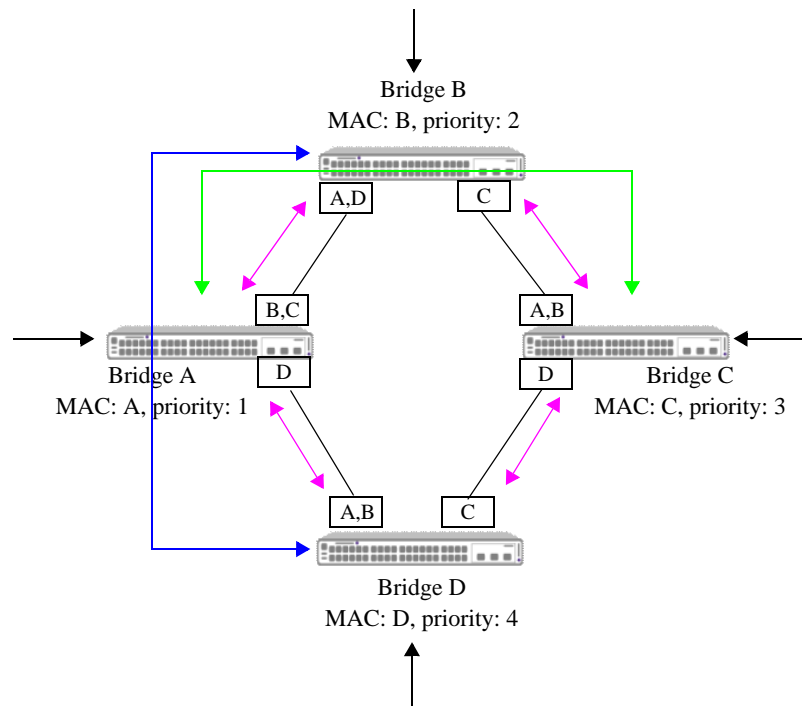 Bridge B
MAC: B, priority: 2
A,D
C
B,C
A,B
Bridge A
MAC: A, priority: 1
D
D
Bridge C
MAC: C, priority: 3
A,B
C
Bridge D
MAC: D, priority: 4